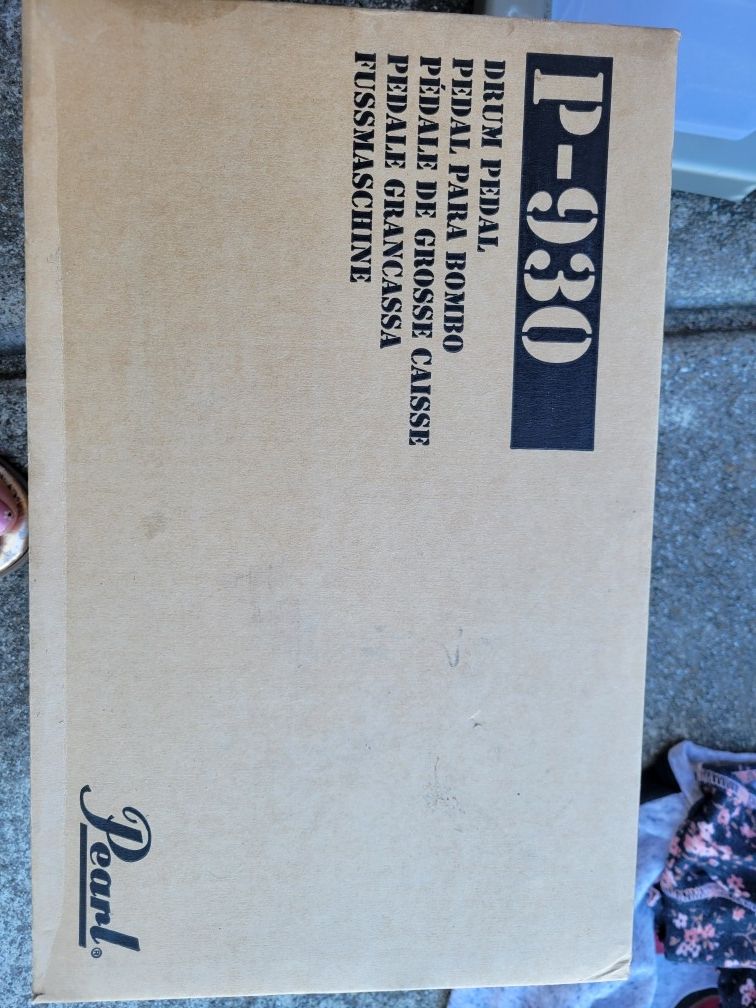 P-930
DRUM PEDAL
PEDAL PARA BOMBO
PÉDALE DE GROSSE CAISSE
PEDALE GRANCASSA
FUSSMASCHINE
Pearl®